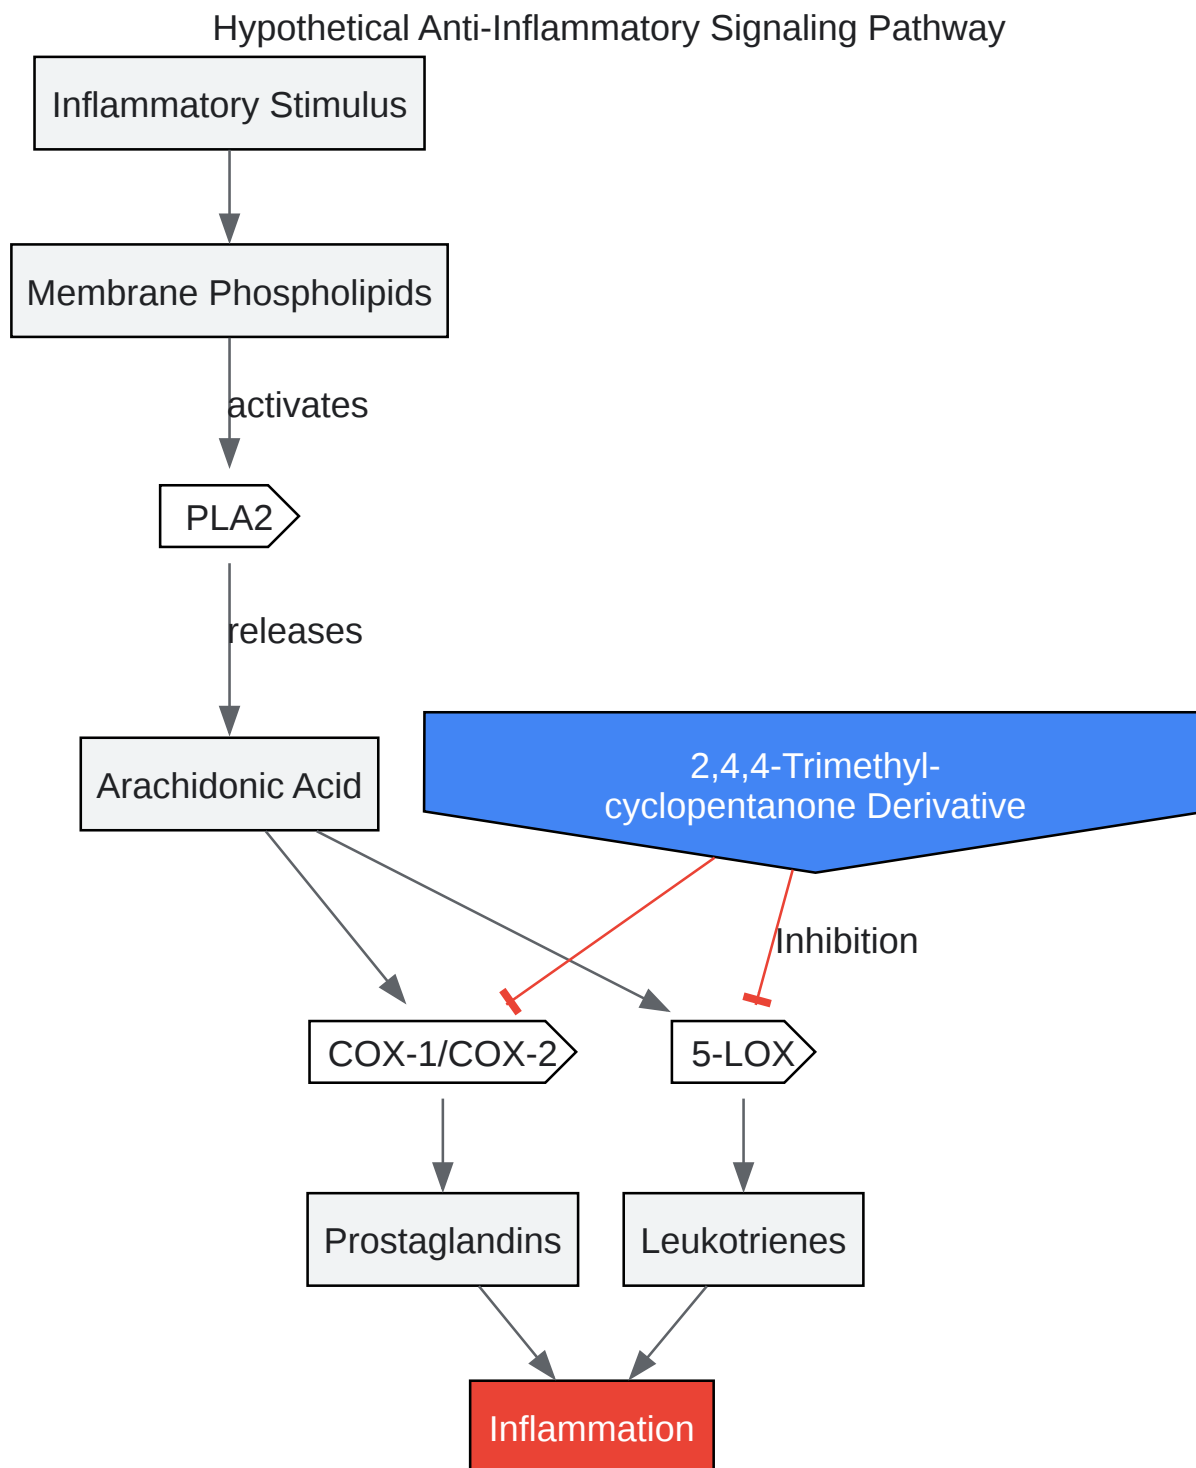 Hypothetical Anti-Inflammatory Signaling Pathway
Inflammatory Stimulus
Membrane Phospholipids
activates
PLA2
releases
Arachidonic Acid
2,4,4-Trimethyl-
cyclopentanone Derivative
Inhibition
COX-1/COX-2
5-LOX
Prostaglandins
Leukotrienes
Inflammation